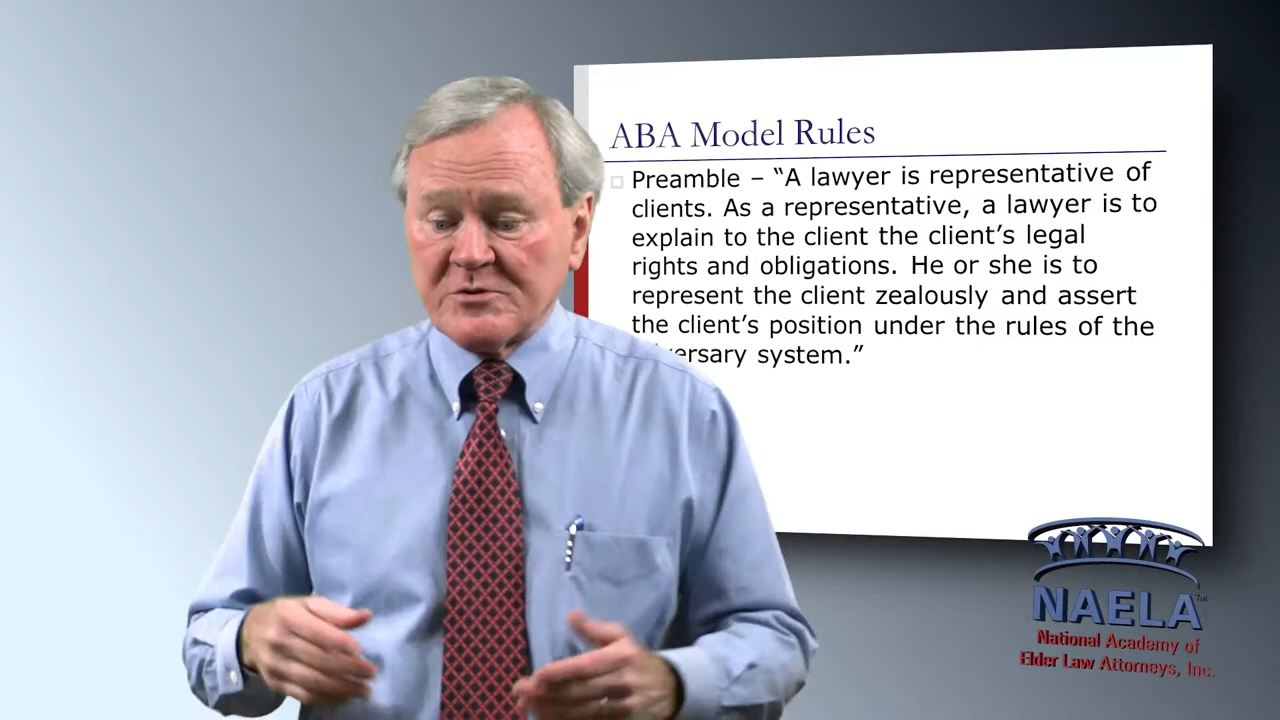 ABA Model Rules
Preamble – “A lawyer is representative of
clients. As a representative, a lawyer is to
explain to the client the client’s legal
rights and obligations. He or she is to
represent the client zealously and assert
the client’s position under the rules of the
system.”
NAELA™
National Academy of
Elder Law Attorneys, Inc.